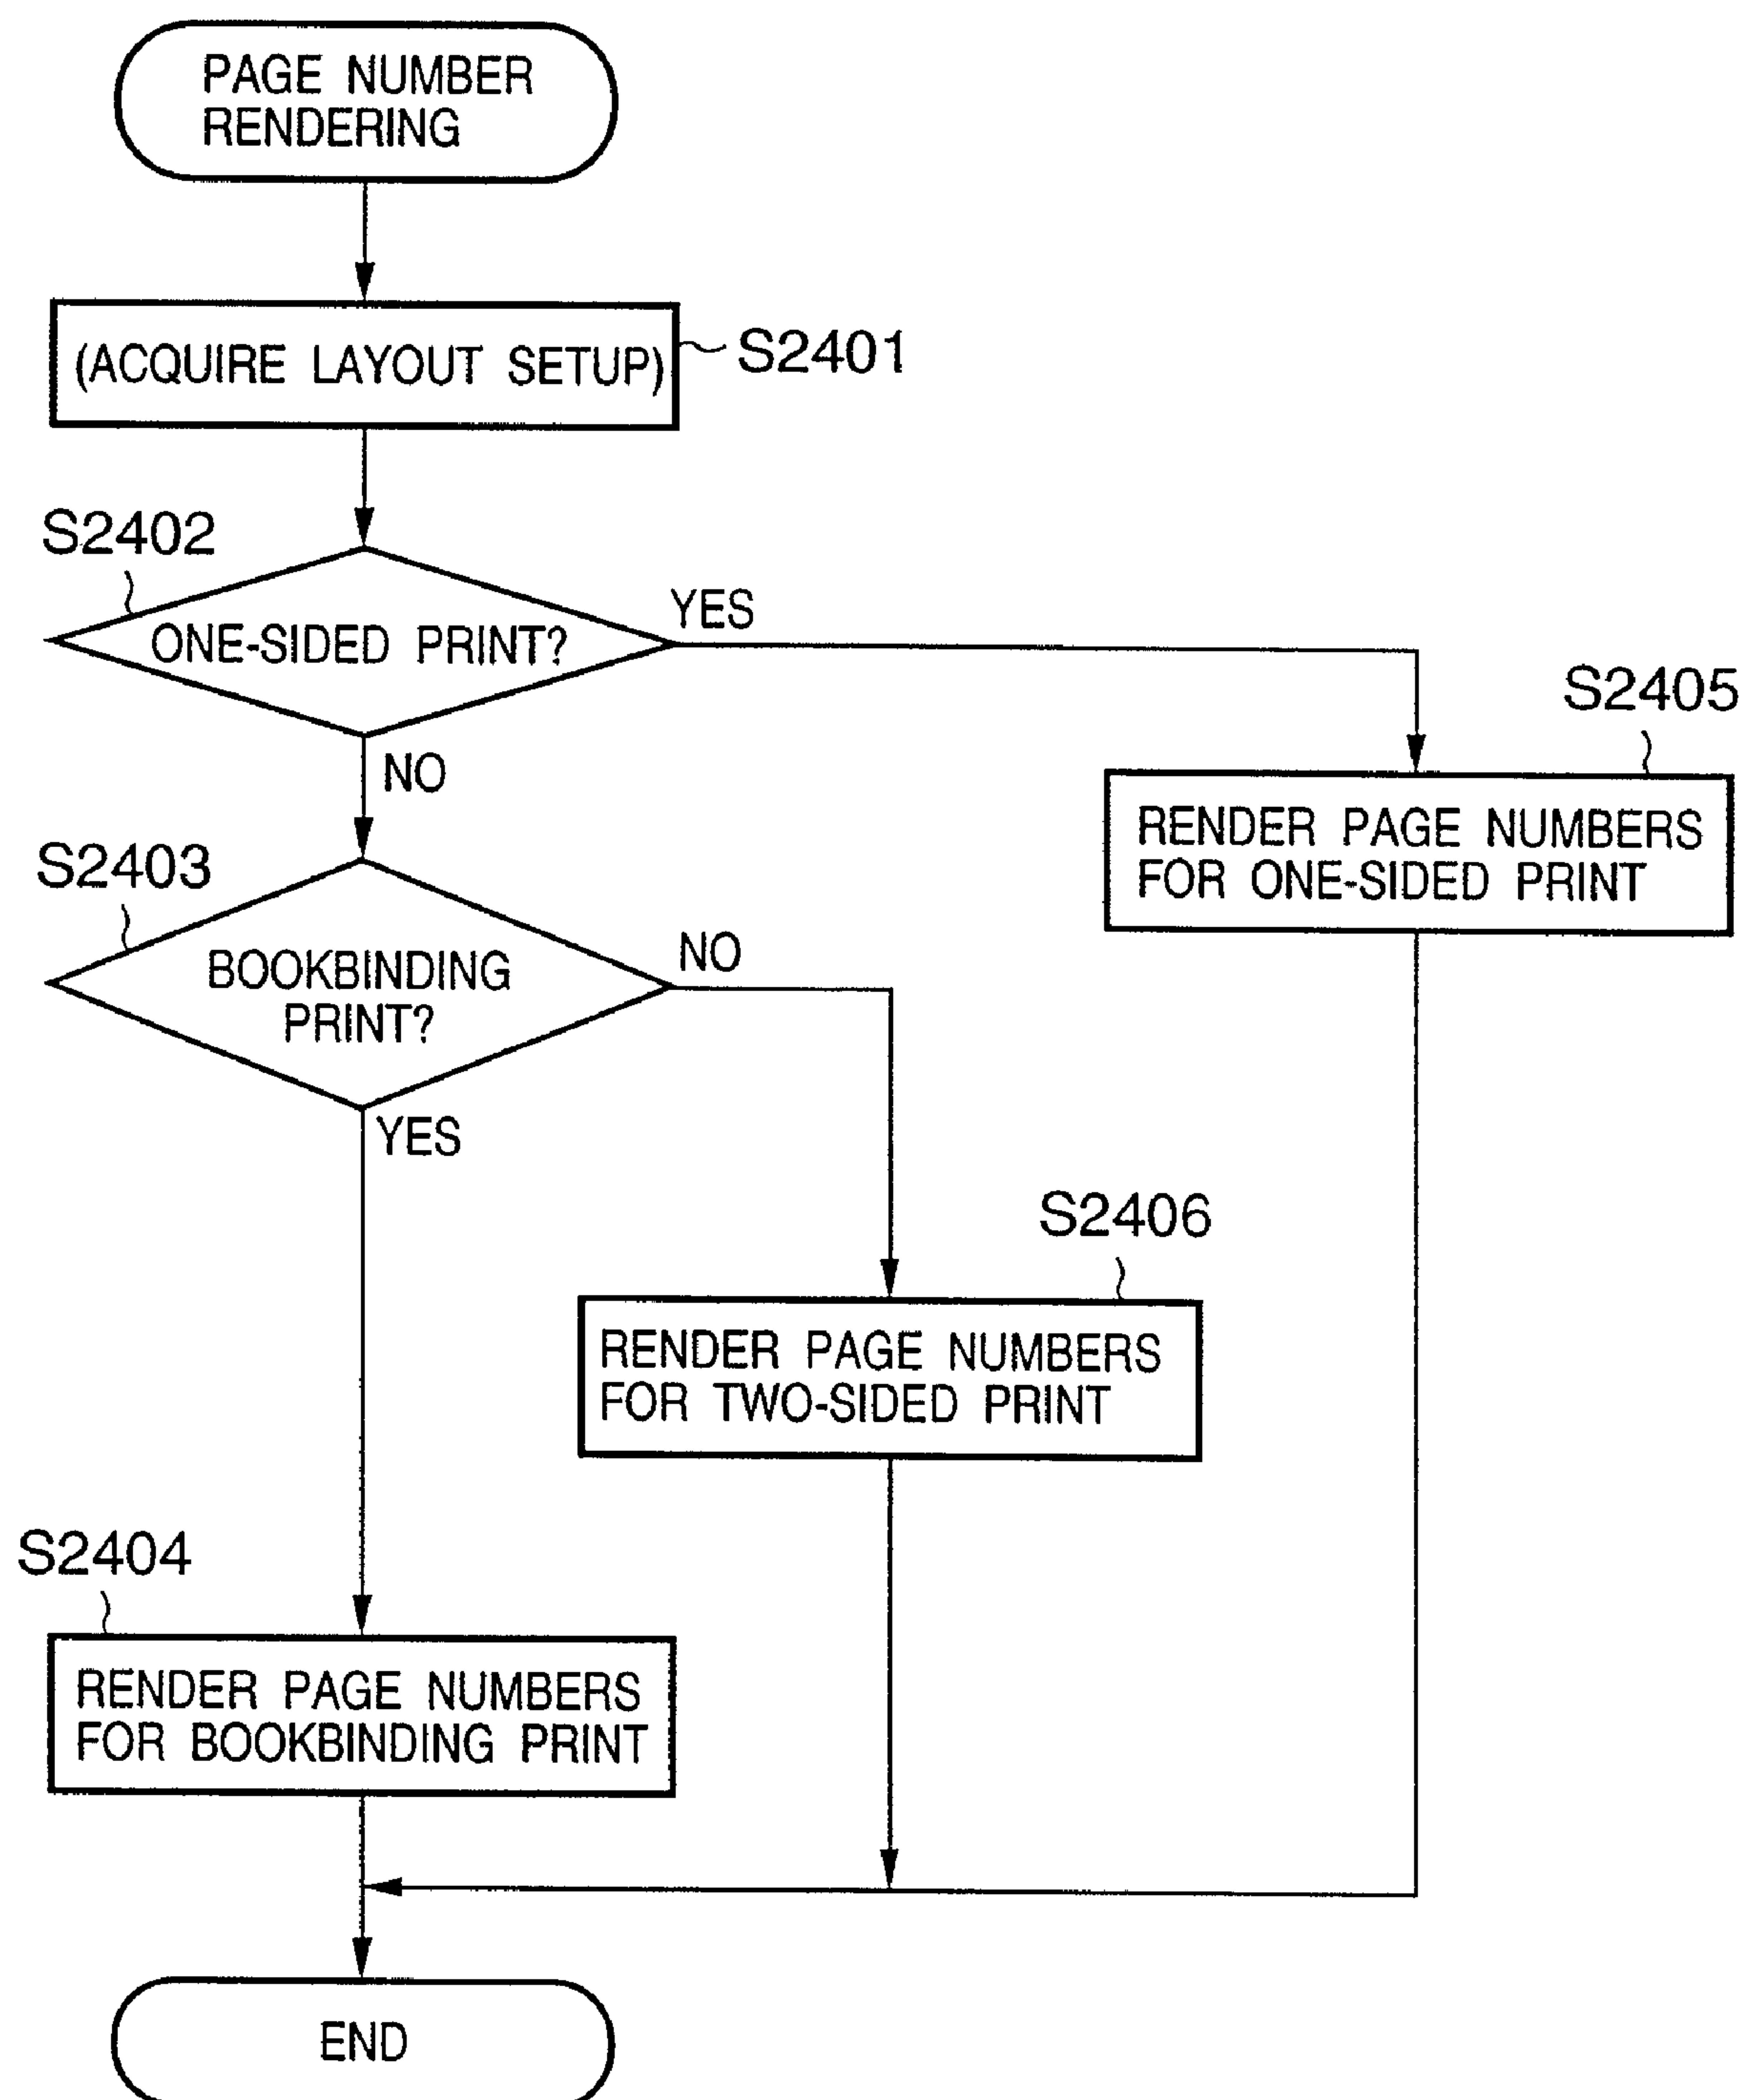 PAGE NUMBER
RENDERING
(ACQUIRE LAYOUT SETUP)
S2401
S2402
ONE-SIDED PRINT?
YES
NO
S2405
RENDER PAGE NUMBERS
FOR ONE-SIDED PRINT
S2403
BOOKBINDING
PRINT?
NO
YES
S2406
RENDER PAGE NUMBERS
FOR TWO-SIDED PRINT
S2404
RENDER PAGE NUMBERS
FOR BOOKBINDING PRINT
END